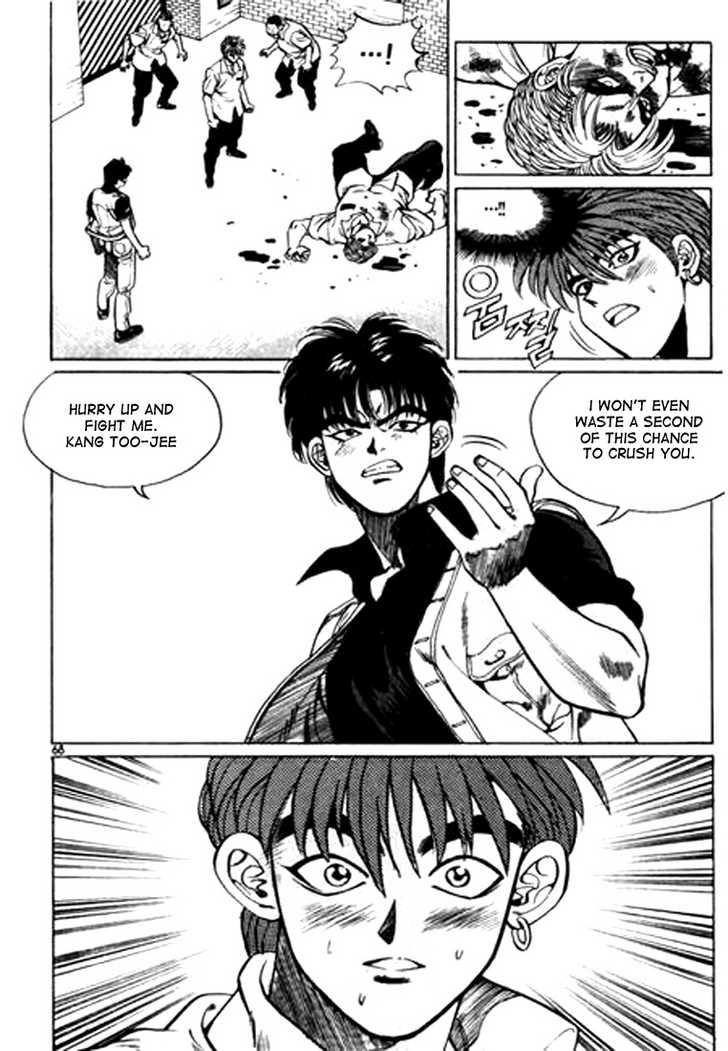 ...!
...!!
움찔
HURRY UP AND
FIGHT ME.
KANG TOO-JEE
I WON'T EVEN
WASTE A SECOND
OF THIS CHANCE
TO CRUSH YOU.
68